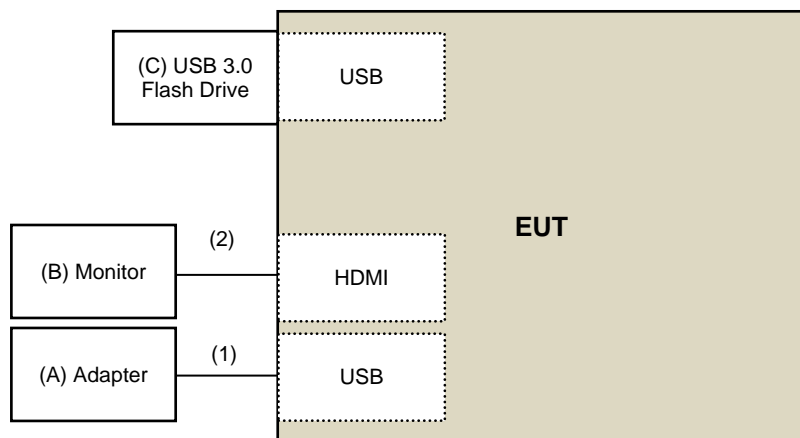 (C) USB 3.0
Flash Drive
USB
EUT
(2)
(B) Monitor
HDMI
(1)
(A) Adapter
USB